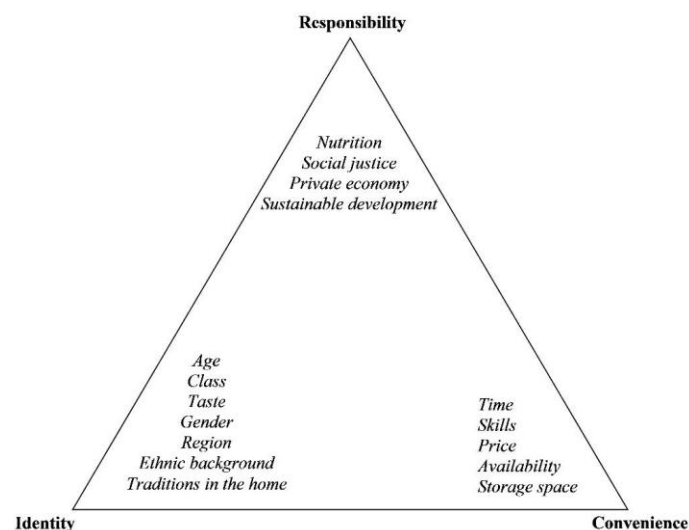 Responsibility
Nutrition
Social justice
Private economy
Sustainable development
Age
Class
Taste
Gender
Region
Ethnic background
Traditions in the home
Time
Skills
Price
Availability
Storage space
Identity
Convenience